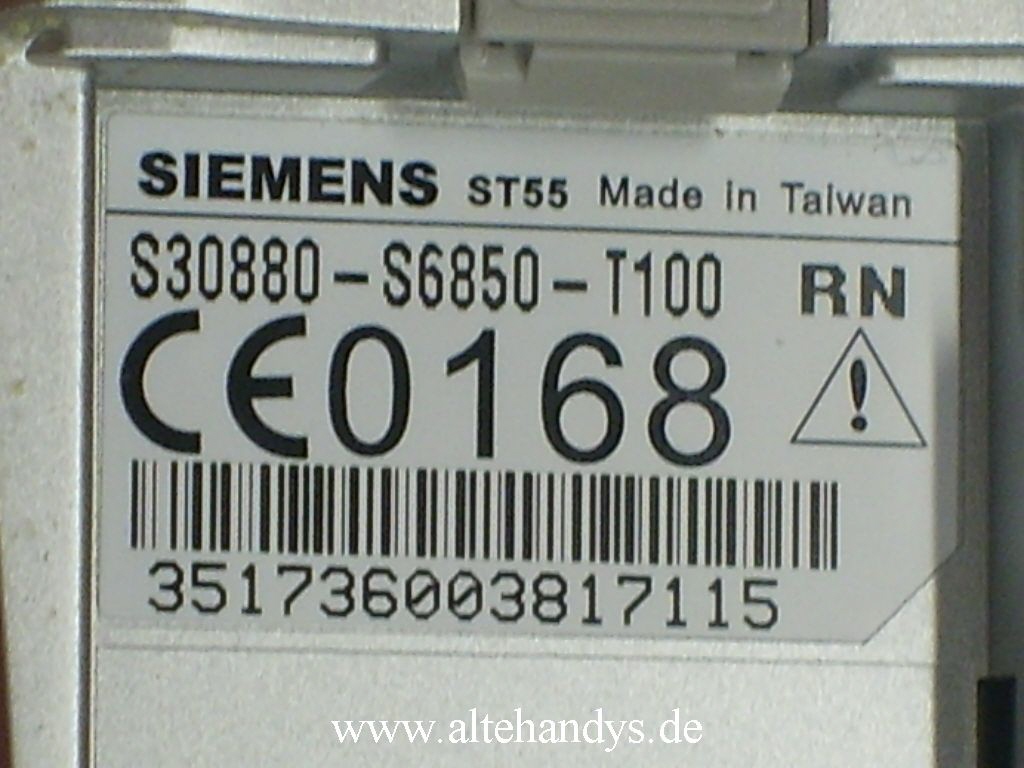 SIEMENS ST55 Made in Taiwan
S30880-S6850-T100 RN
CE0168 !
351736003817115
www.altehandys.de